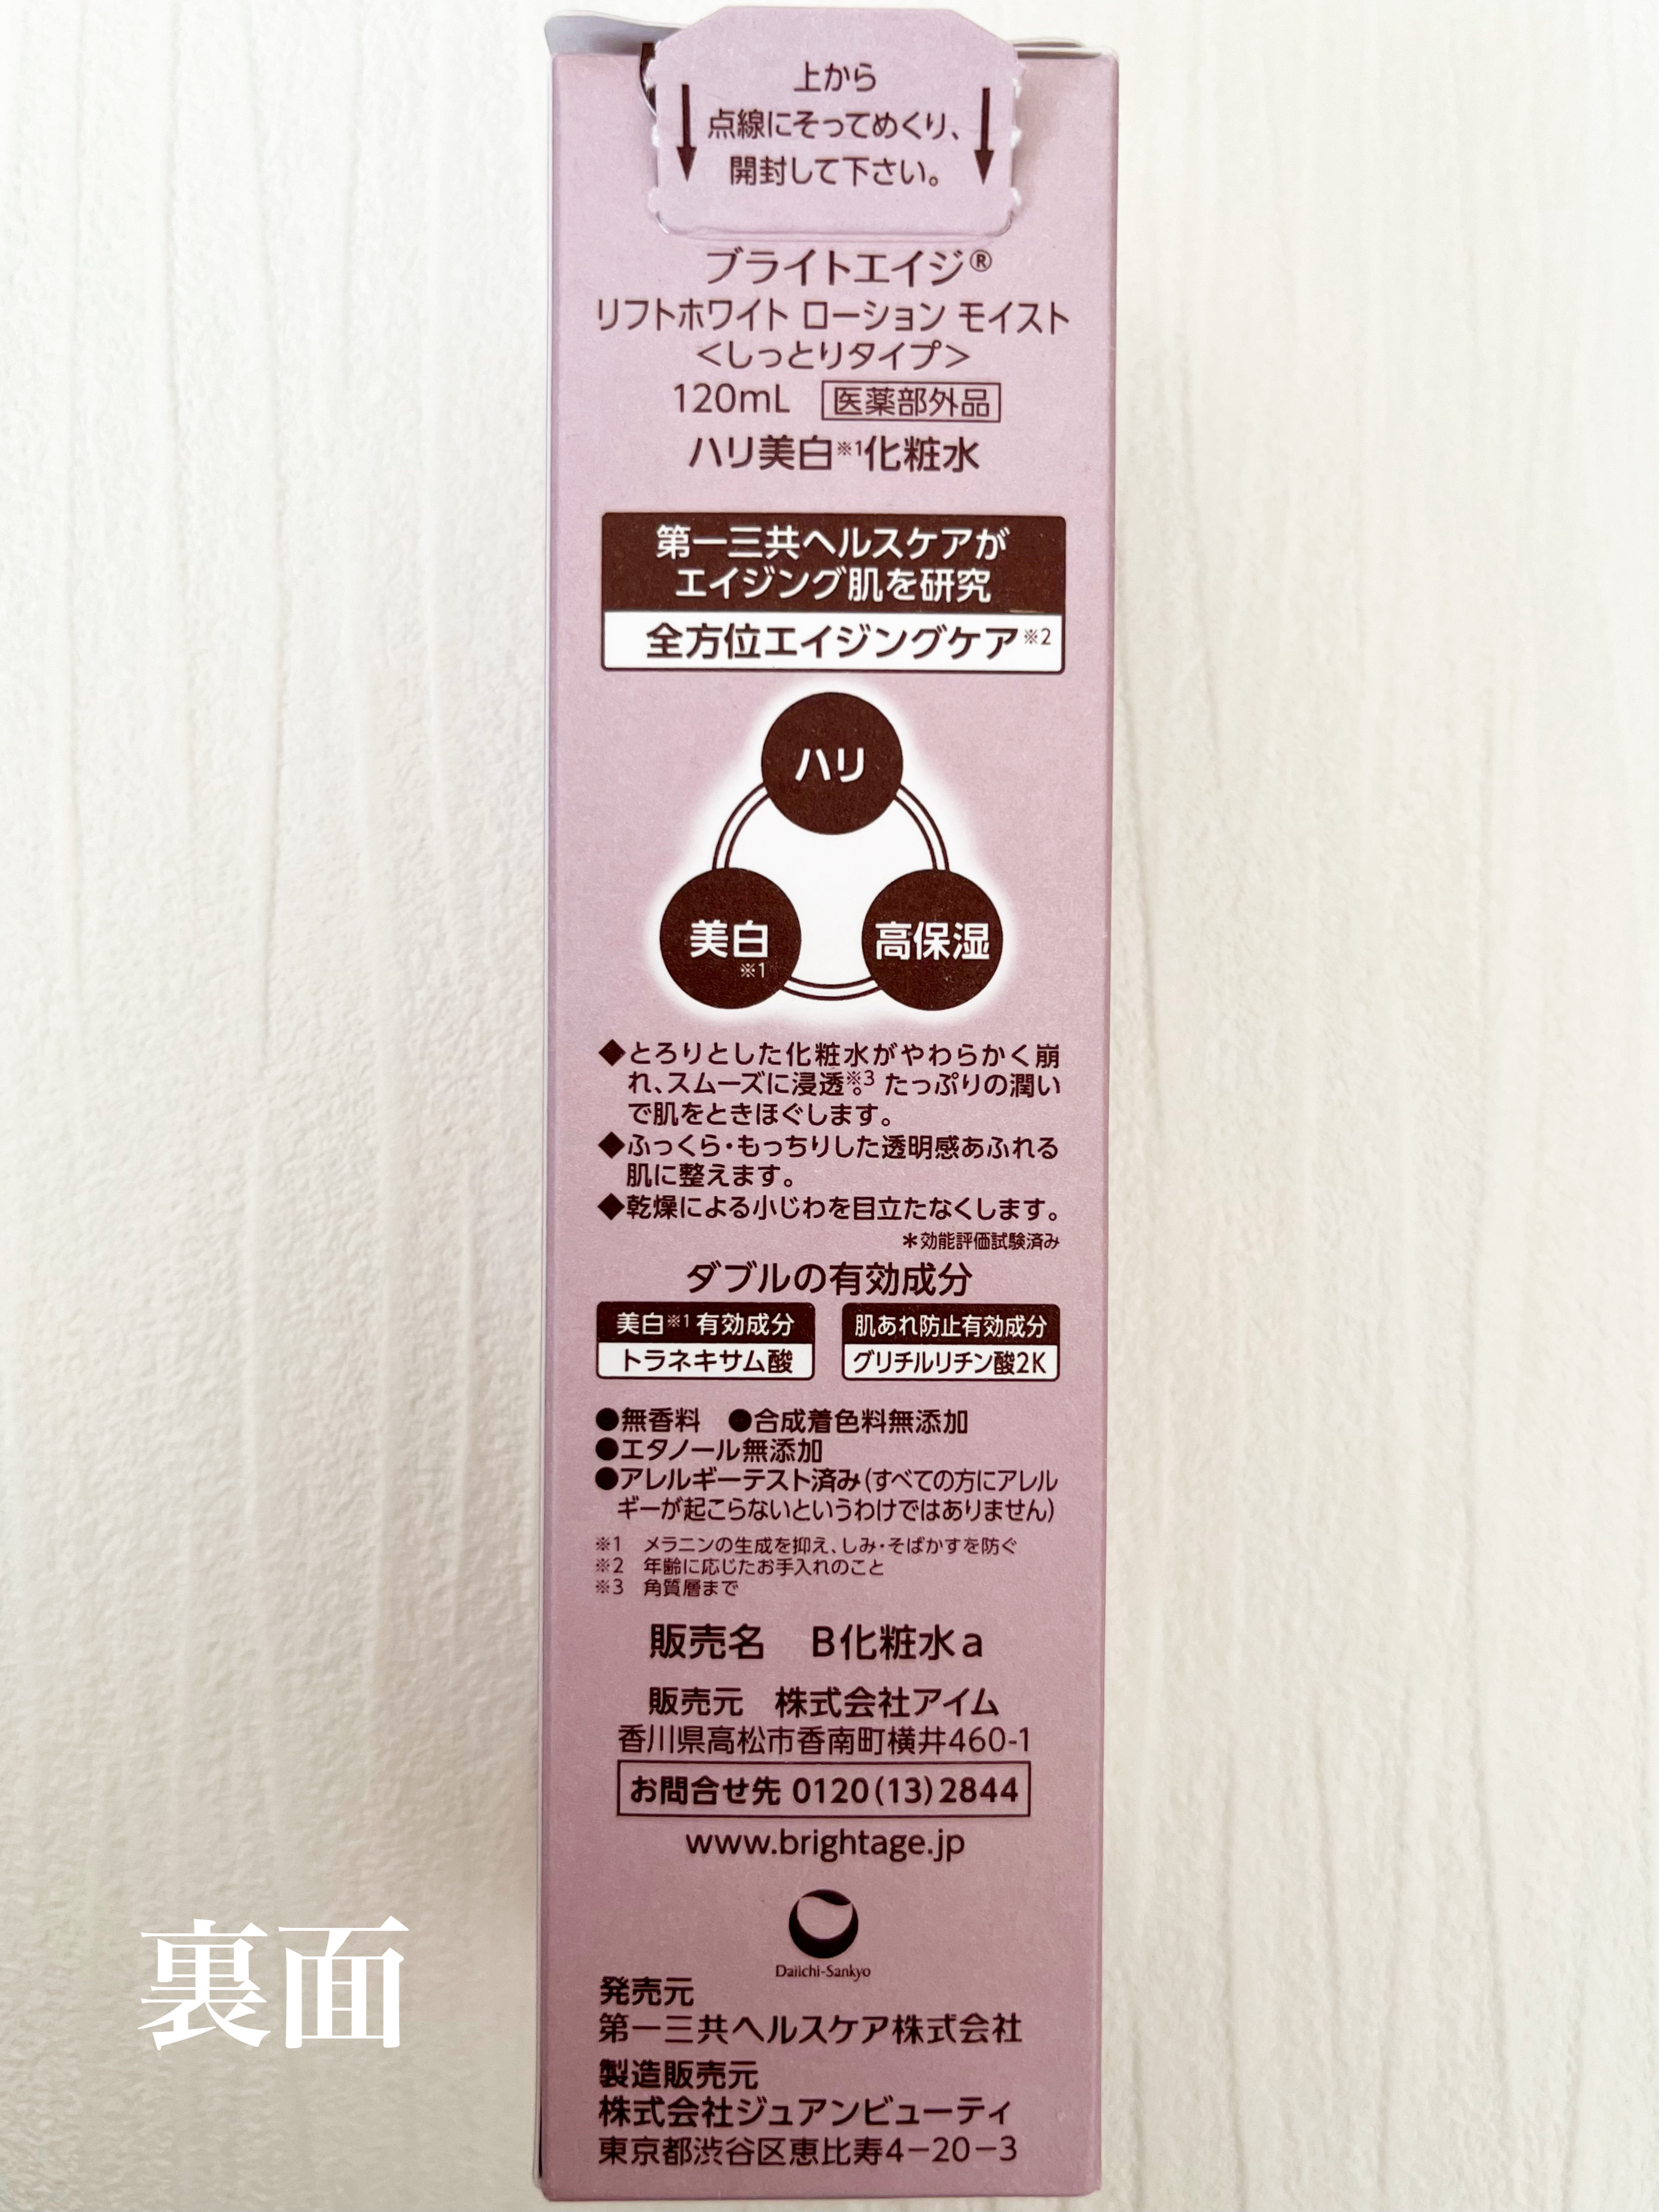 上から
点線にそってめくり、
開封して下さい。
ブライトエイジ®
リフトホワイト ローション モイスト
＜しっとりタイプ＞
120mL 医薬部外品
ハリ美白※1化粧水
第一三共ヘルスケアが
エイジング肌を研究
全方位エイジングケア※2
ハリ
美白※1
高保湿
◆とろりとした化粧水がやわらかく崩
れ、スムーズに浸透※3。たっぷりの潤い
で肌をときほぐします。
◆ふっくら・もっちりした透明感あふれる
肌に整えます。
◆乾燥による小じわを目立たなくします。
＊効能評価試験済み
ダブルの有効成分
美白※1有効成分
トラネキサム酸
肌あれ防止有効成分
グリチルリチン酸2K
●無香料 ●合成着色料無添加
●エタノール無添加
●アレルギーテスト済み(すべての方にアレル
ギーが起こらないというわけではありません)
※1 メラニンの生成を抑え、しみ・そばかすを防ぐ
※2 年齢に応じたお手入れのこと
※3 角質層まで
販売名 B化粧水a
販売元 株式会社アイム
香川県高松市香南町横井460-1
お問合せ先 0120(13)2844
www.brightage.jp
Daiichi-Sankyo
発売元
第一三共ヘルスケア株式会社
製造販売元
株式会社ジュアンビューティ
東京都渋谷区恵比寿4－20－3
裏面